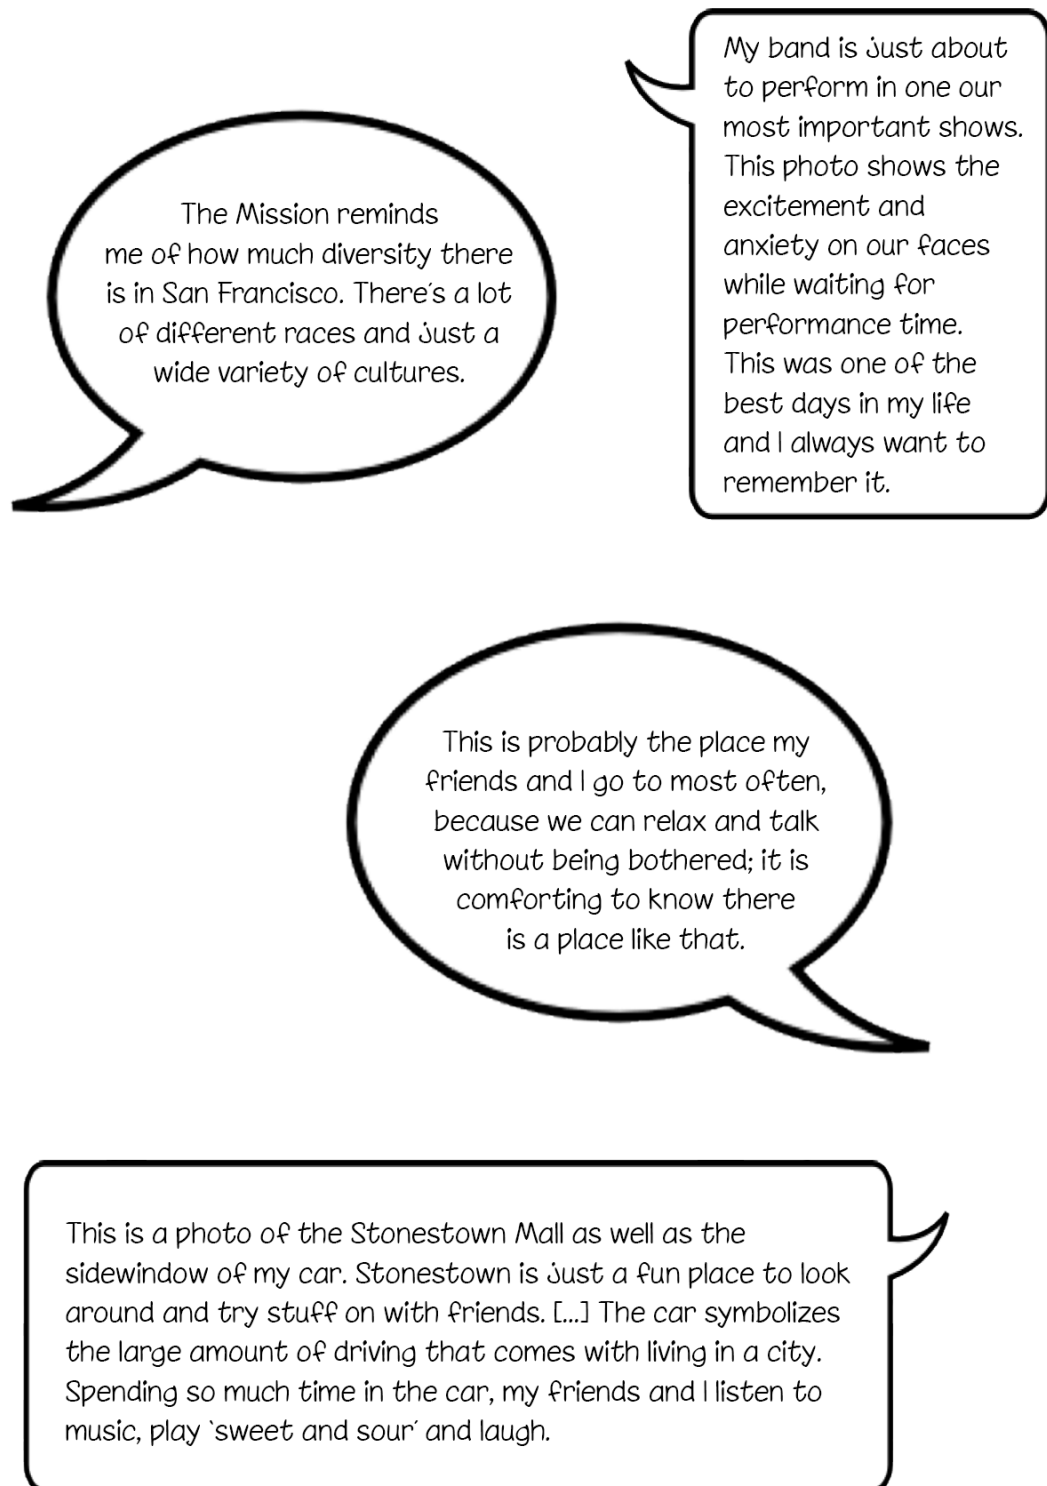 The Mission reminds
me of how much diversity there
is in San Francisco. There's a lot
of different races and just a
wide variety of cultures.
My band is just about
to perform in one our
most important shows.
This photo shows the
excitement and
anxiety on our faces
while waiting for
performance time.
This was one of the
best days in my life
and I always want to
remember it.
This is probably the place my
friends and I go to most often,
because we can relax and talk
without being bothered; it is
comforting to know there
is a place like that.
This is a photo of the Stonestown Mall as well as the
sidewindow of my car. Stonestown is just a fun place to look
around and try stuff on with friends. [...] The car symbolizes
the large amount of driving that comes with living in a city.
Spending so much time in the car, my friends and I listen to
music, play `sweet and sour´ and laugh.